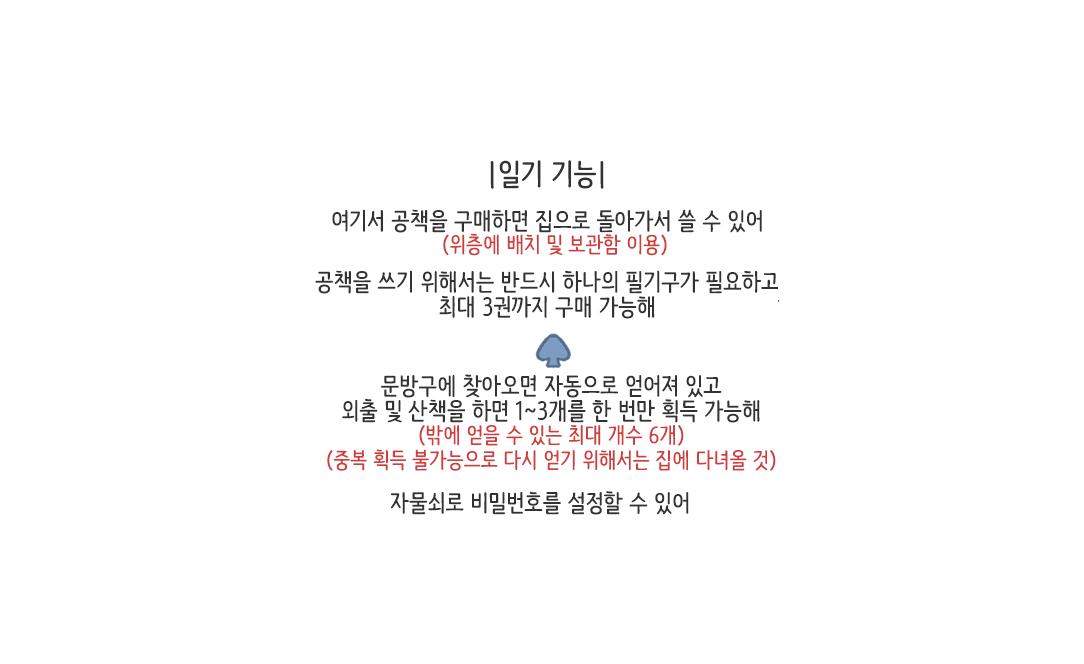 |일기 기능|
여기서 공책을 구매하면 집으로 돌아가서 쓸 수 있어
(위층에 배치 및 보관함 이용)
공책을 쓰기 위해서는 반드시 하나의 필기구가 필요하고
최대 3권까지 구매 가능해
문방구에 찾아오면 자동으로 얻어져 있고
외출 및 산책을 하면 1~3개를 한 번만 획득 가능해
(밖에 얻을 수 있는 최대 개수 6개)
(중복 획득 불가능으로 다시 얻기 위해서는 집에 다녀올 것)
자물쇠로 비밀번호를 설정할 수 있어